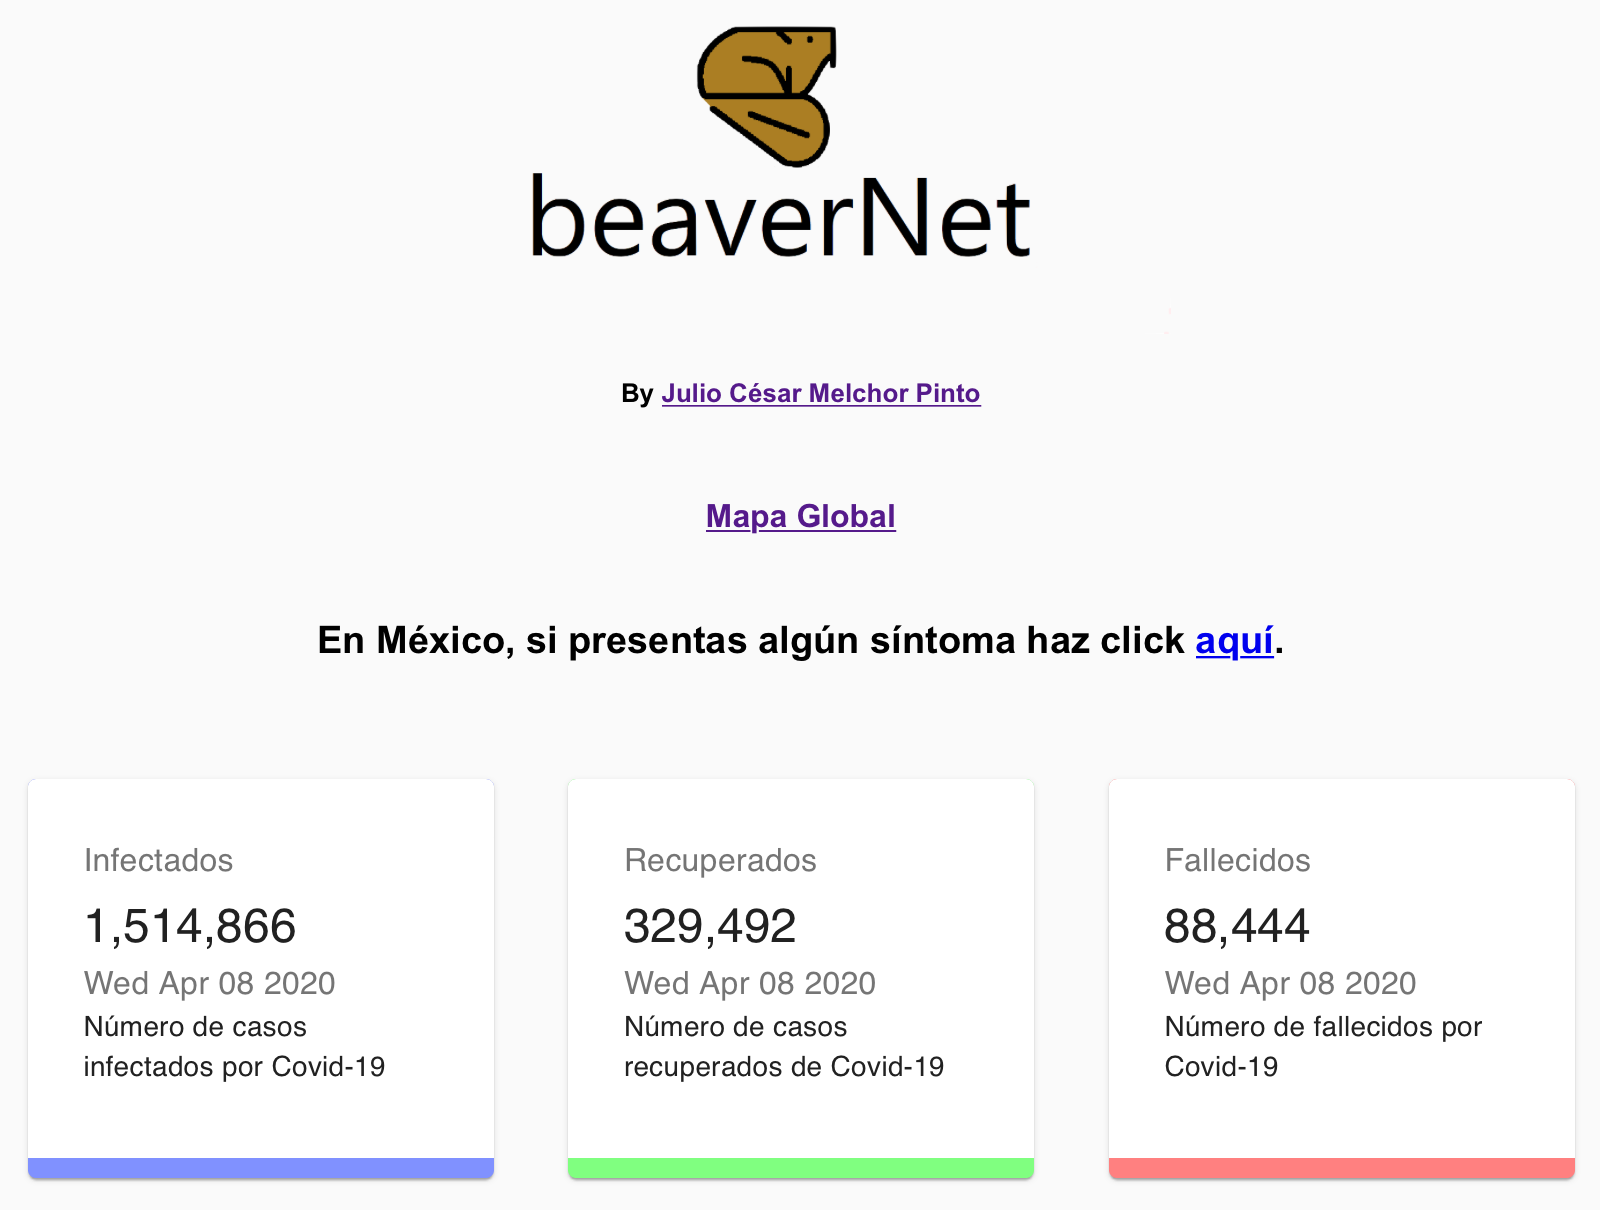 beaverNet
By Julio César Melchor Pinto
Mapa Global
En México, si presentas algún síntoma haz click aquí.
Infectados
1,514,866
Wed Apr 08 2020
Número de casos
infectados por Covid-19
Recuperados
329,492
Wed Apr 08 2020
Número de casos
recuperados de Covid-19
Fallecidos
88,444
Wed Apr 08 2020
Número de fallecidos por
Covid-19